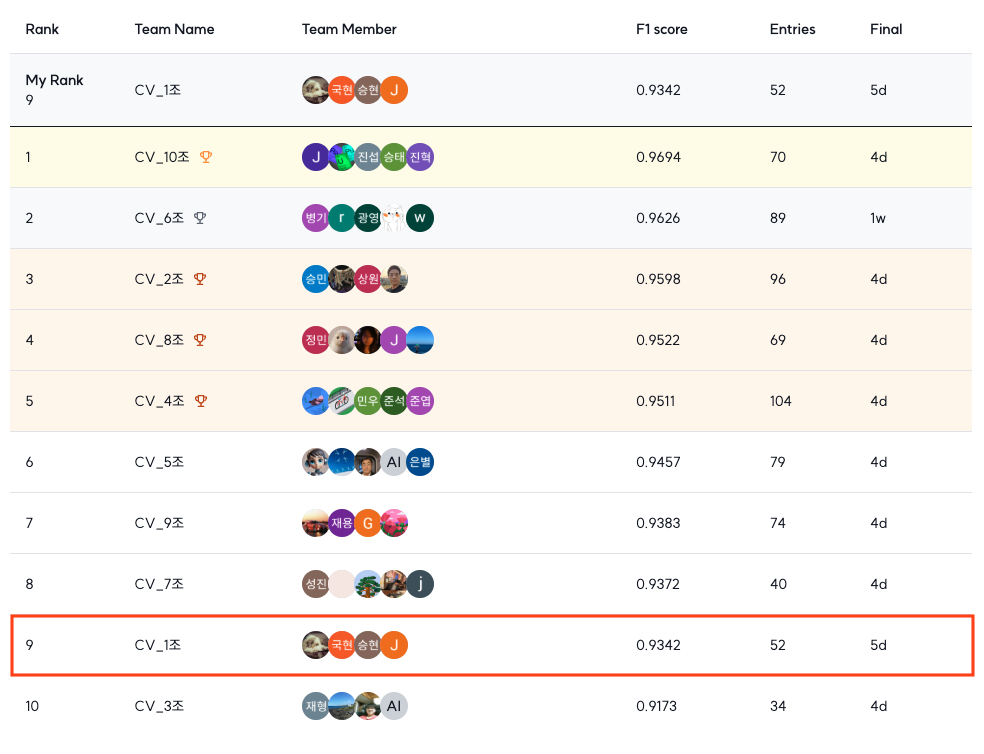 Rank Team Name Team Member F1 score Entries Final
My Rank
9 CV_1조 국현 승현 J 0.9342 52 5d
1 CV_10조 J 진섭 승태 진혁 0.9694 70 4d
2 CV_6조 병기 r 광영 w 0.9626 89 1w
3 CV_2조 승민 상원 0.9598 96 4d
4 CV_8조 정민 J 0.9522 69 4d
5 CV_4조 민우 준석 준엽 0.9511 104 4d
6 CV_5조 AI 은별 0.9457 79 4d
7 CV_9조 재용 G 0.9383 74 4d
8 CV_7조 성진 j 0.9372 40 4d
9 CV_1조 국현 승현 J 0.9342 52 5d
10 CV_3조 재형 AI 0.9173 34 4d